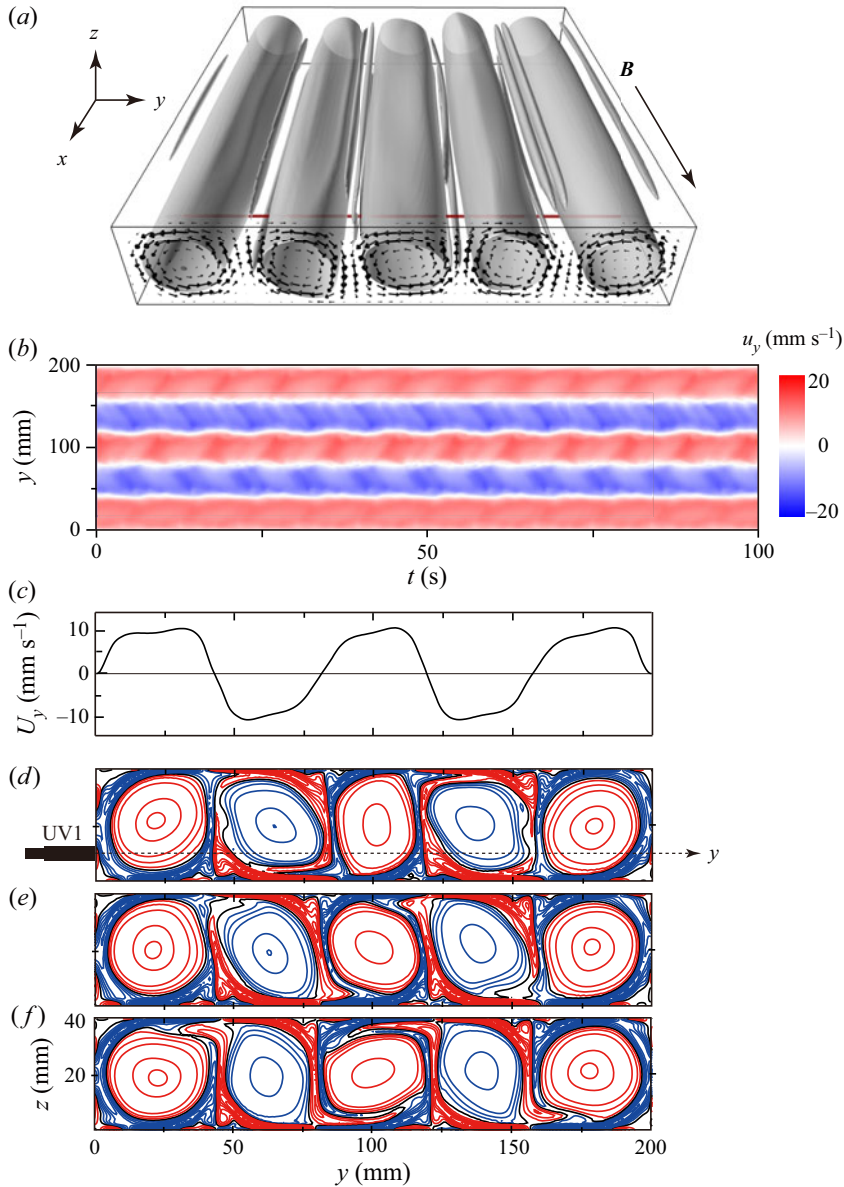 (a)
z
y
x
B
(b)
u_y (mm s⁻¹)
200
100
0
y (mm)
20
0
–20
0
50
100
t (s)
(c)
10
0
–10
U_y (mm s⁻¹)
(d)
UV1
y
(e)
(f)
40
20
z (mm)
0
50
100
150
200
y (mm)